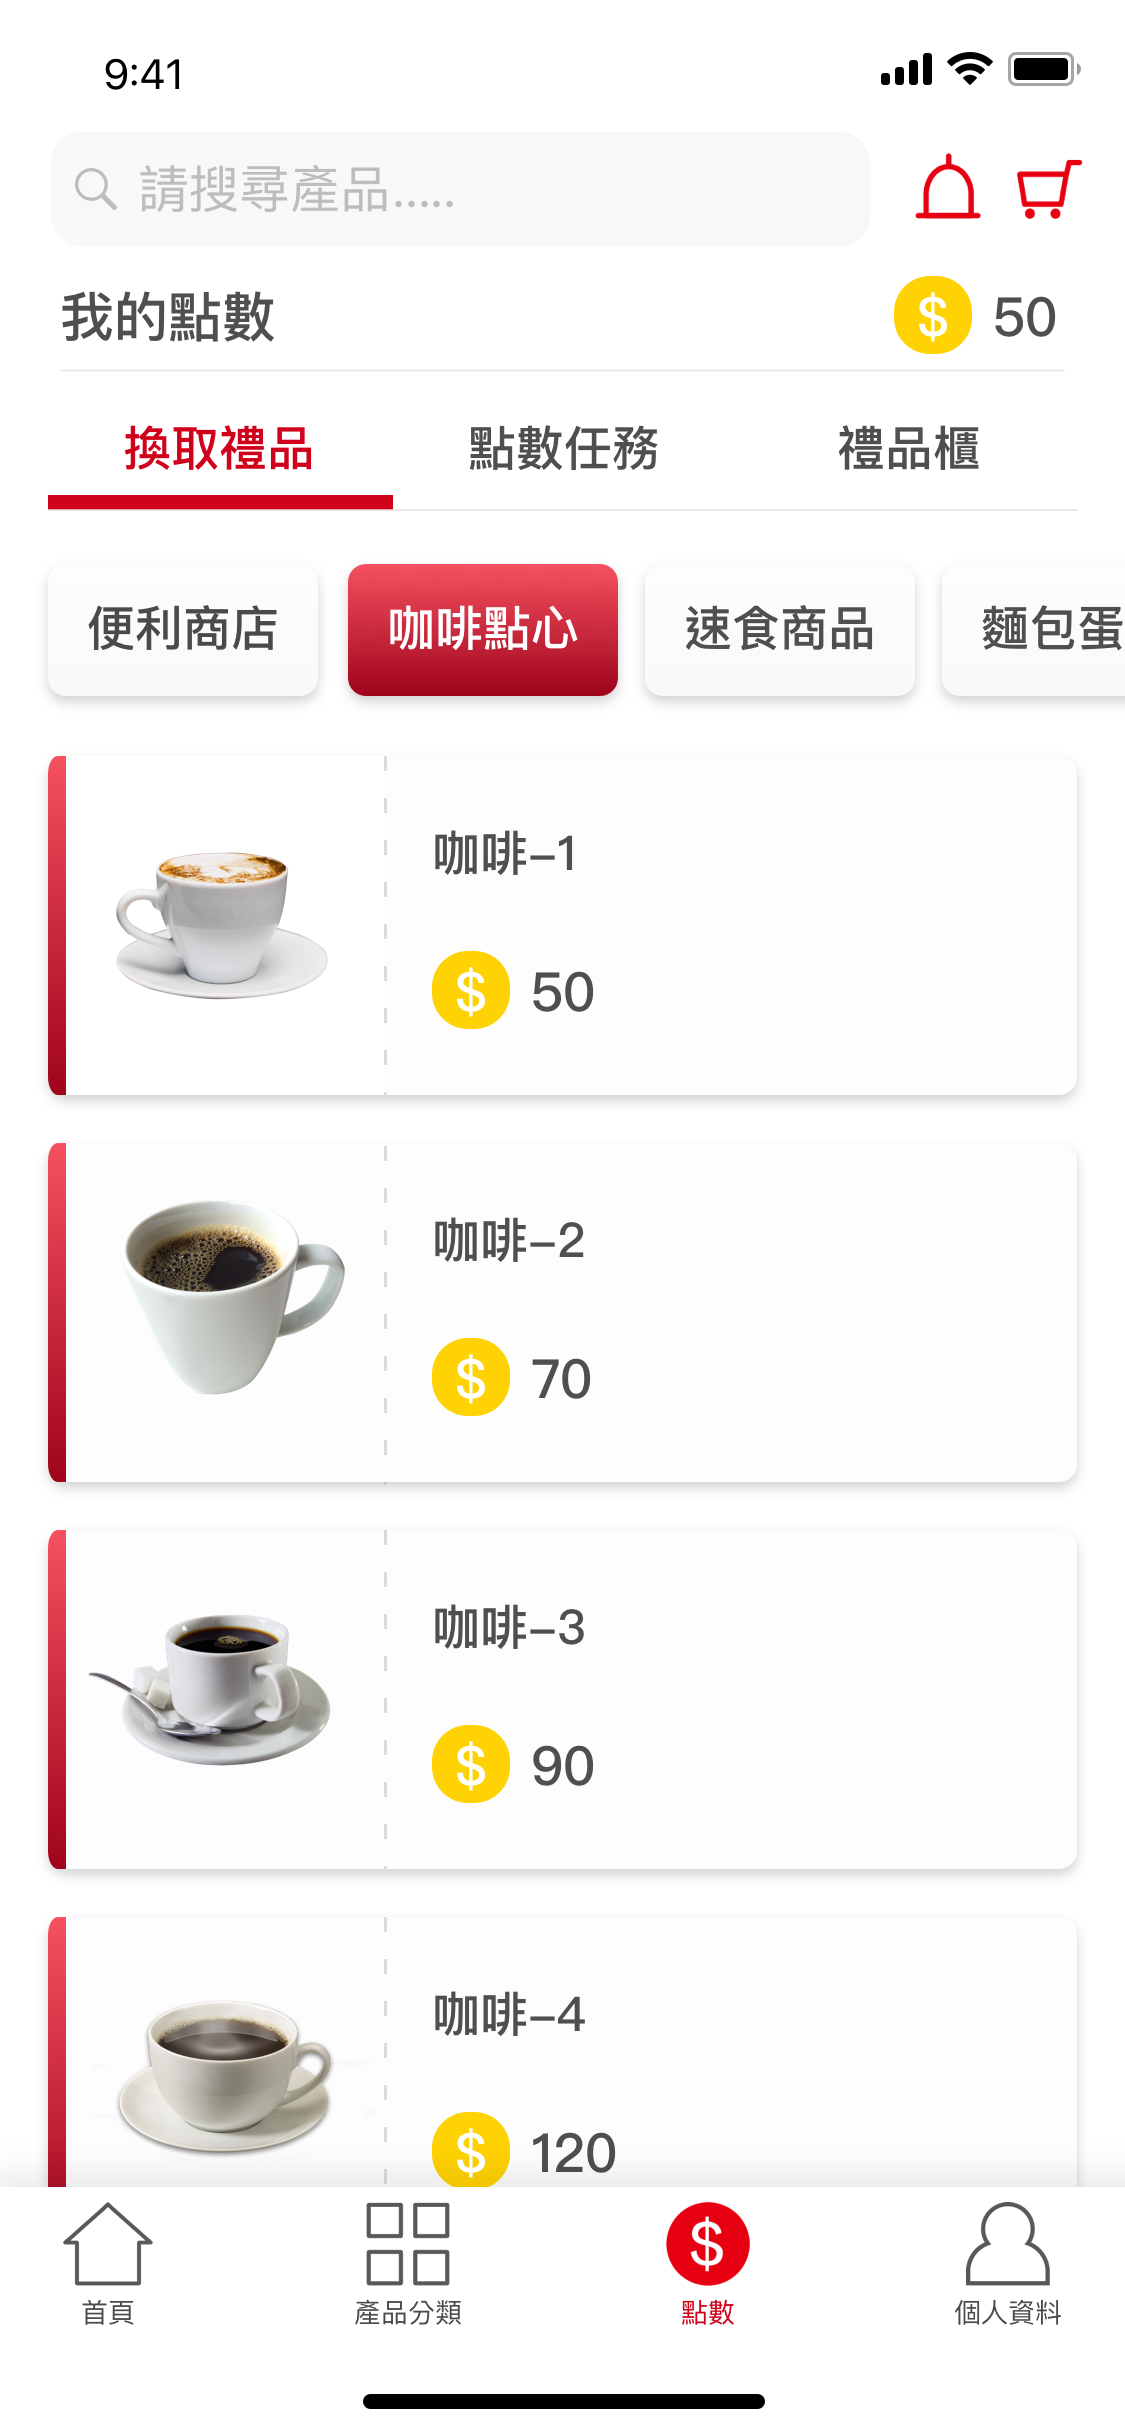 9:41
請搜尋產品.....
我的點數
$ 50
換取禮品
點數任務
禮品櫃
便利商店
咖啡點心
速食商品
麵包蛋
咖啡–1
$ 50
咖啡–2
$ 70
咖啡–3
$ 90
咖啡–4
$ 120
$
首頁
產品分類
點數
個人資料